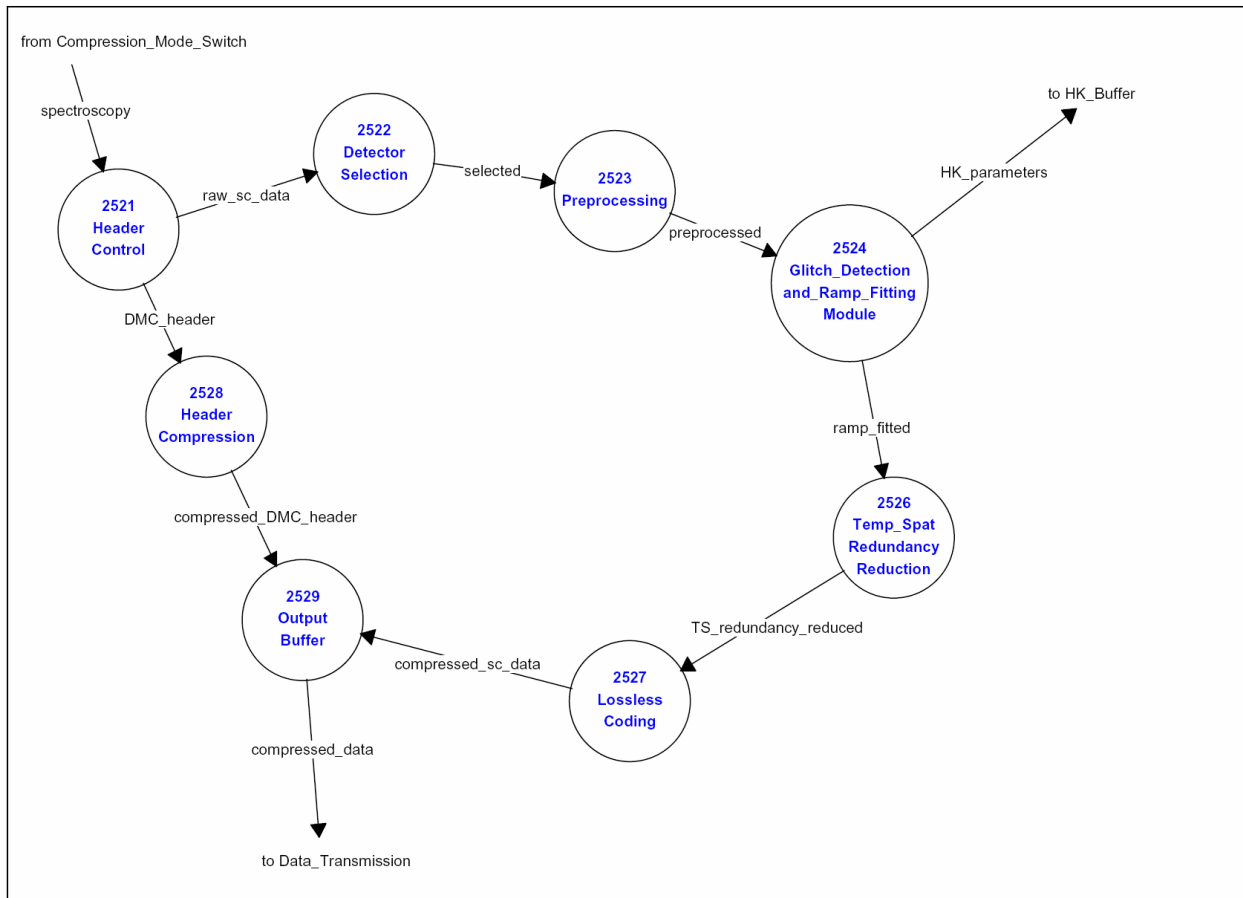 from Compression_Mode_Switch
spectroscopy
2521
Header
Control
raw_sc_data
2522
Detector
Selection
selected
2523
Preprocessing
preprocessed
2524
Glitch_Detection
and_Ramp_Fitting
Module
HK_parameters
to HK_Buffer
DMC_header
2528
Header
Compression
ramp_fitted
2526
Temp_Spat
Redundancy
Reduction
compressed_DMC_header
TS_redundancy_reduced
2527
Lossless
Coding
compressed_sc_data
2529
Output
Buffer
compressed_data
to Data_Transmission